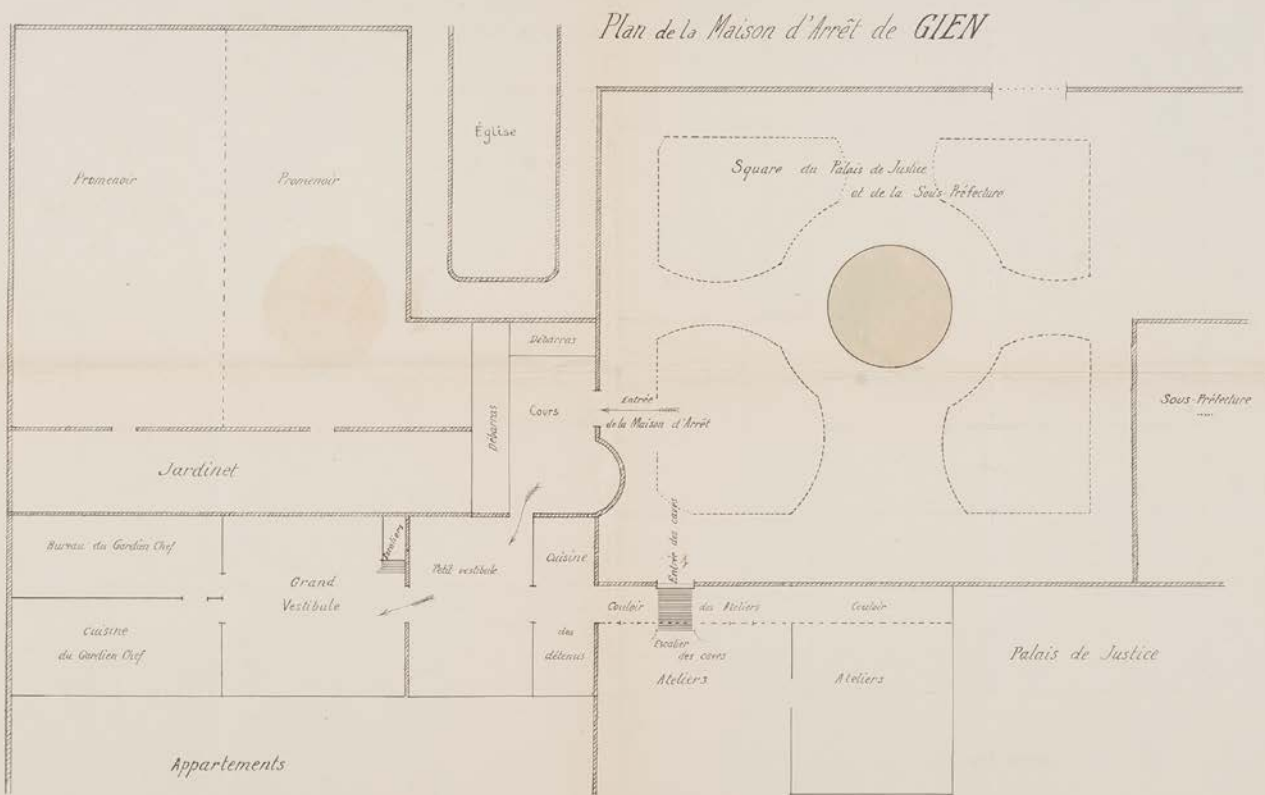 Plan de la Maison d'Arrêt de GIEN
Église
Promenoir
Promenoir
Square du Palais de Justice
et de la Sous-Préfecture
Débarras
Débarras
Cours
Entrée
de la Maison d'Arrêt
Sous-Préfecture
Jardinet
Entrée des caves
Bureau du Gardien Chef
Escaliers
Petit vestibule
Cuisine
des
détenus
Grand
Vestibule
Cuisine
du Gardien Chef
Couloir des Ateliers
Couloir
Escalier
des caves
Ateliers
Ateliers
Palais de Justice
Appartements